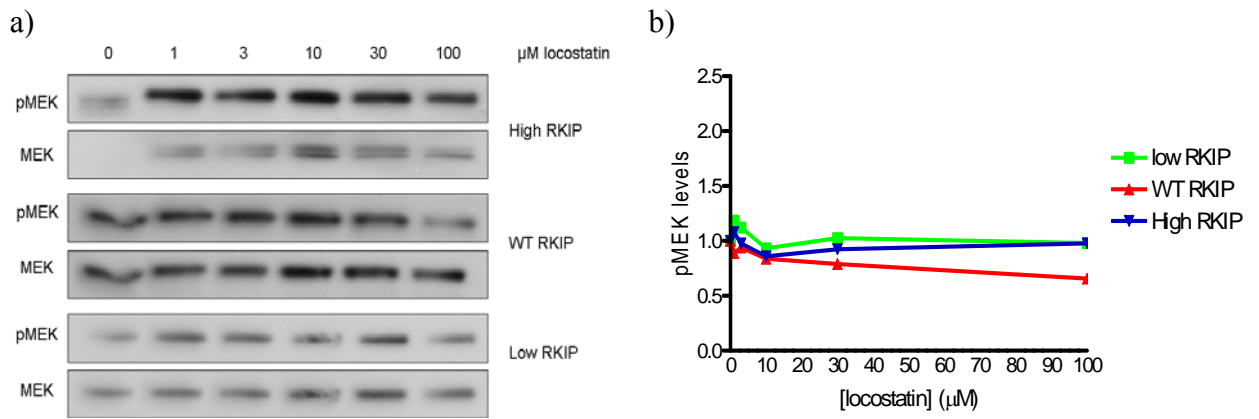 a)
0 1 3 10 30 100 µM locostatin
pMEK
High RKIP
MEK
pMEK
WT RKIP
MEK
pMEK
Low RKIP
MEK
b)
2.5
2.0
1.5
1.0
0.5
0.0
pMEK levels
0 10 20 30 40 50 60 70 80 90 100
[locostatin] (µM)
low RKIP
WT RKIP
High RKIP